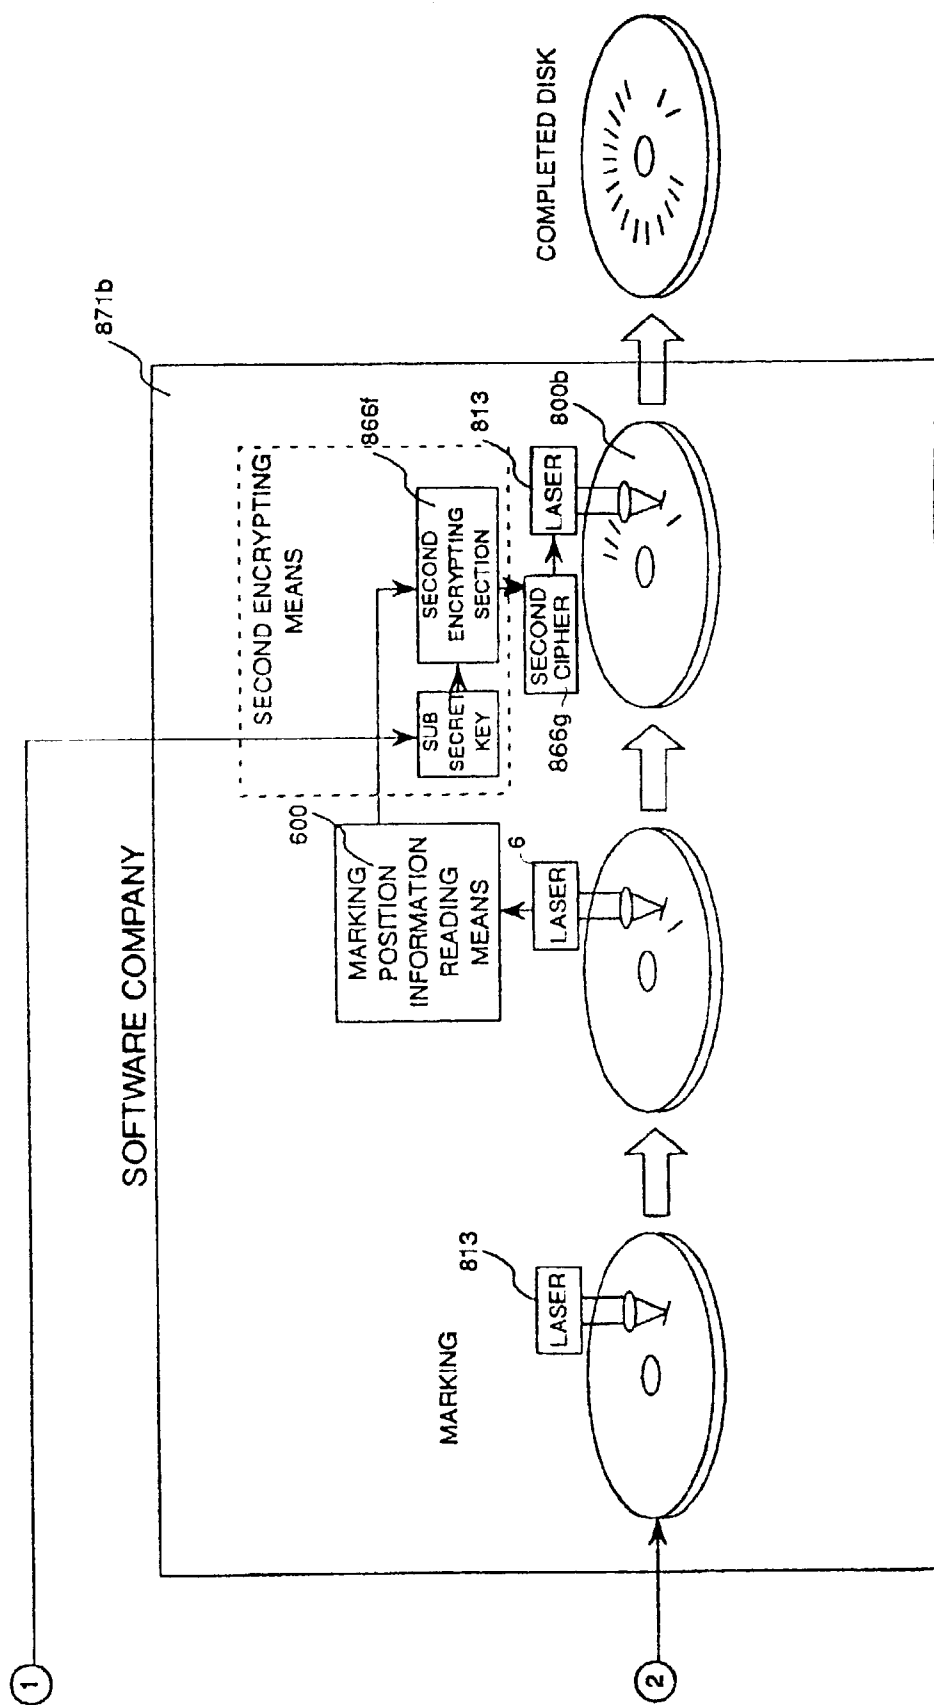 1
SOFTWARE COMPANY
871b
SECOND ENCRYPTING
MEANS
866f
SUB
SECRET
KEY
SECOND
ENCRYPTING
SECTION
600
MARKING
POSITION
INFORMATION
READING
MEANS
SECOND
CIPHER
866g
813
LASER
6
LASER
813
LASER
MARKING
800b
COMPLETED DISK
2